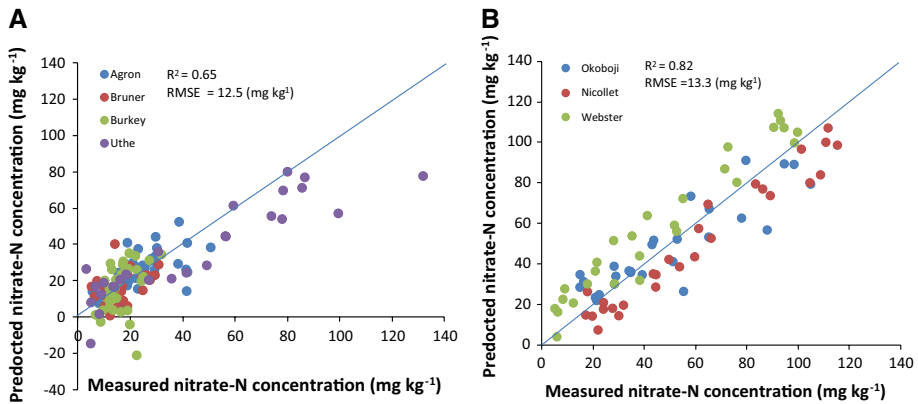 A
Predocted nitrate-N concentration (mg kg⁻¹)
140
120
100
80
60
40
20
0
-20
-40
Agron
Bruner
Burkey
Uthe
R² = 0.65
RMSE = 12.5 (mg kg¹)
0 20 40 60 80 100 120 140
Measured nitrate-N concentration (mg kg⁻¹)
B
Predocted nitrate-N concentration (mg kg⁻¹)
140
120
100
80
60
40
20
0
Okoboji
Nicollet
Webster
R² = 0.82
RMSE =13.3 (mg kg¹)
0 20 40 60 80 100 120 140
Measured nitrate-N concentration (mg kg⁻¹)